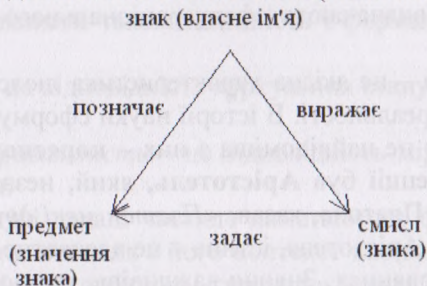 знак (власне ім'я)
позначає
виражає
задає
предмет
(значення
знака)
смисл
(знака)